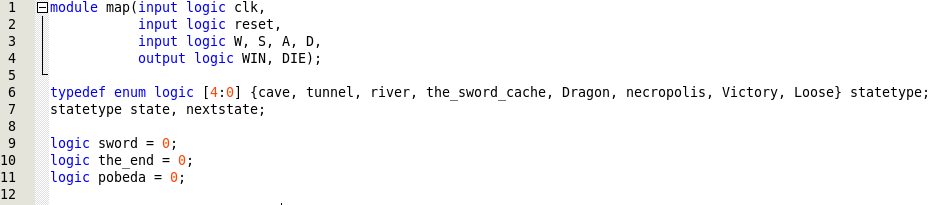 1 module map(input logic clk,
2 input logic reset,
3 input logic W, S, A, D,
4 output logic WIN, DIE);
5
6 typedef enum logic [4:0] {cave, tunnel, river, the_sword_cache, Dragon, necropolis, Victory, Loose} statetype;
7 statetype state, nextstate;
8
9 logic sword = 0;
10 logic the_end = 0;
11 logic pobeda = 0;
12